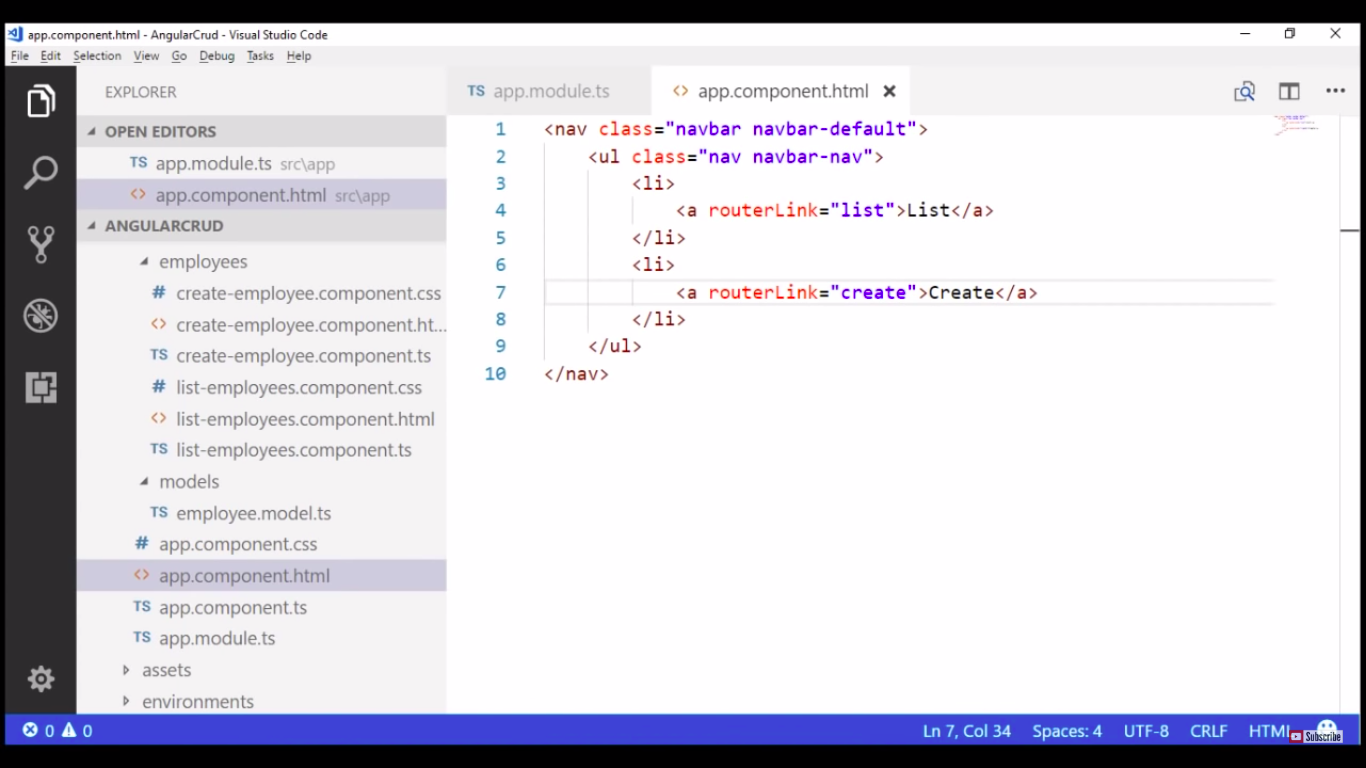 app.component.html - AngularCrud - Visual Studio Code
File Edit Selection View Go Debug Tasks Help
EXPLORER
OPEN EDITORS
TS app.module.ts src\app
<> app.component.html src\app
ANGULARCRUD
employees
# create-employee.component.css
<> create-employee.component.ht...
TS create-employee.component.ts
# list-employees.component.css
<> list-employees.component.html
TS list-employees.component.ts
models
TS employee.model.ts
# app.component.css
<> app.component.html
TS app.component.ts
TS app.module.ts
assets
environments
TS app.module.ts <> app.component.html
1 <nav class="navbar navbar-default">
2 <ul class="nav navbar-nav">
3 <li>
4 <a routerLink="list">List</a>
5 </li>
6 <li>
7 <a routerLink="create">Create</a>
8 </li>
9 </ul>
10 </nav>
0 0 Ln 7, Col 34 Spaces: 4 UTF-8 CRLF HTML
Subscribe